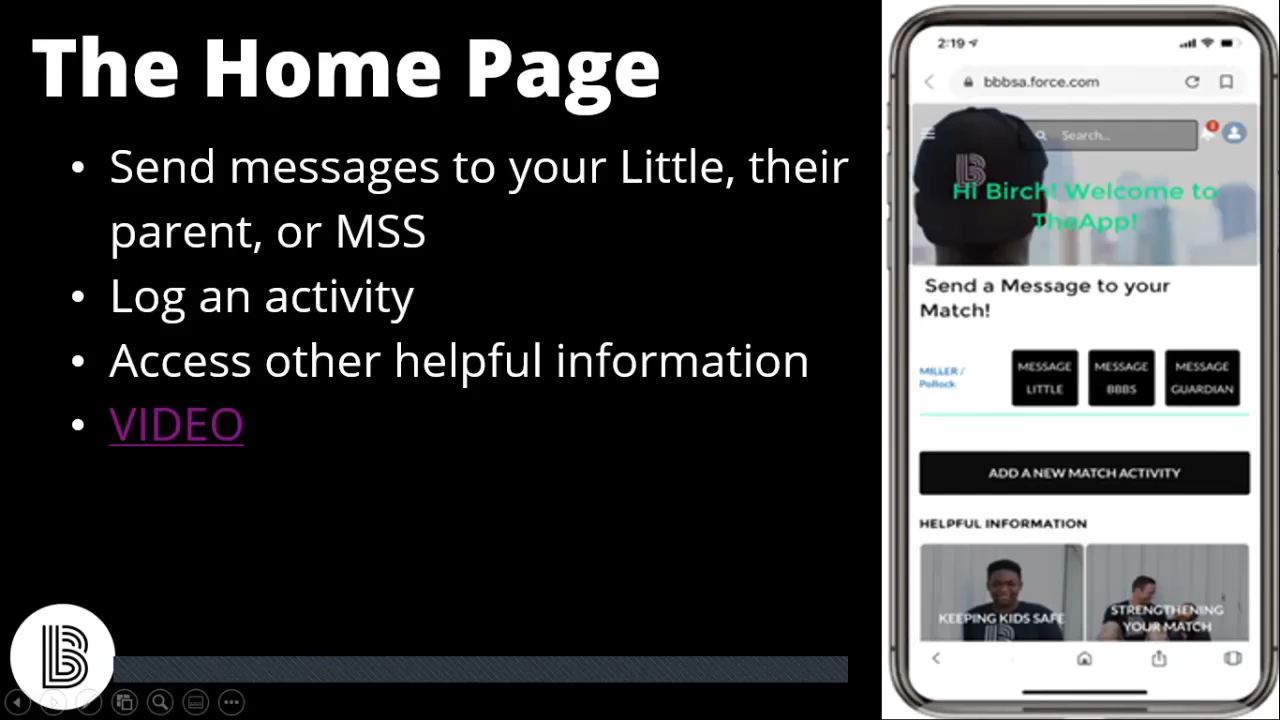 The Home Page
• Send messages to your Little, their
parent, or MSS
• Log an activity
• Access other helpful information
• VIDEO
2:19
bbbsa.force.com
Search...
Hi Birch! Welcome to
TheApp!
Send a Message to your
Match!
MILLER /
Pollock
MESSAGE
LITTLE
MESSAGE
BBBS
MESSAGE
GUARDIAN
ADD A NEW MATCH ACTIVITY
HELPFUL INFORMATION
KEEPING KIDS SAFE
STRENGTHENING
YOUR MATCH